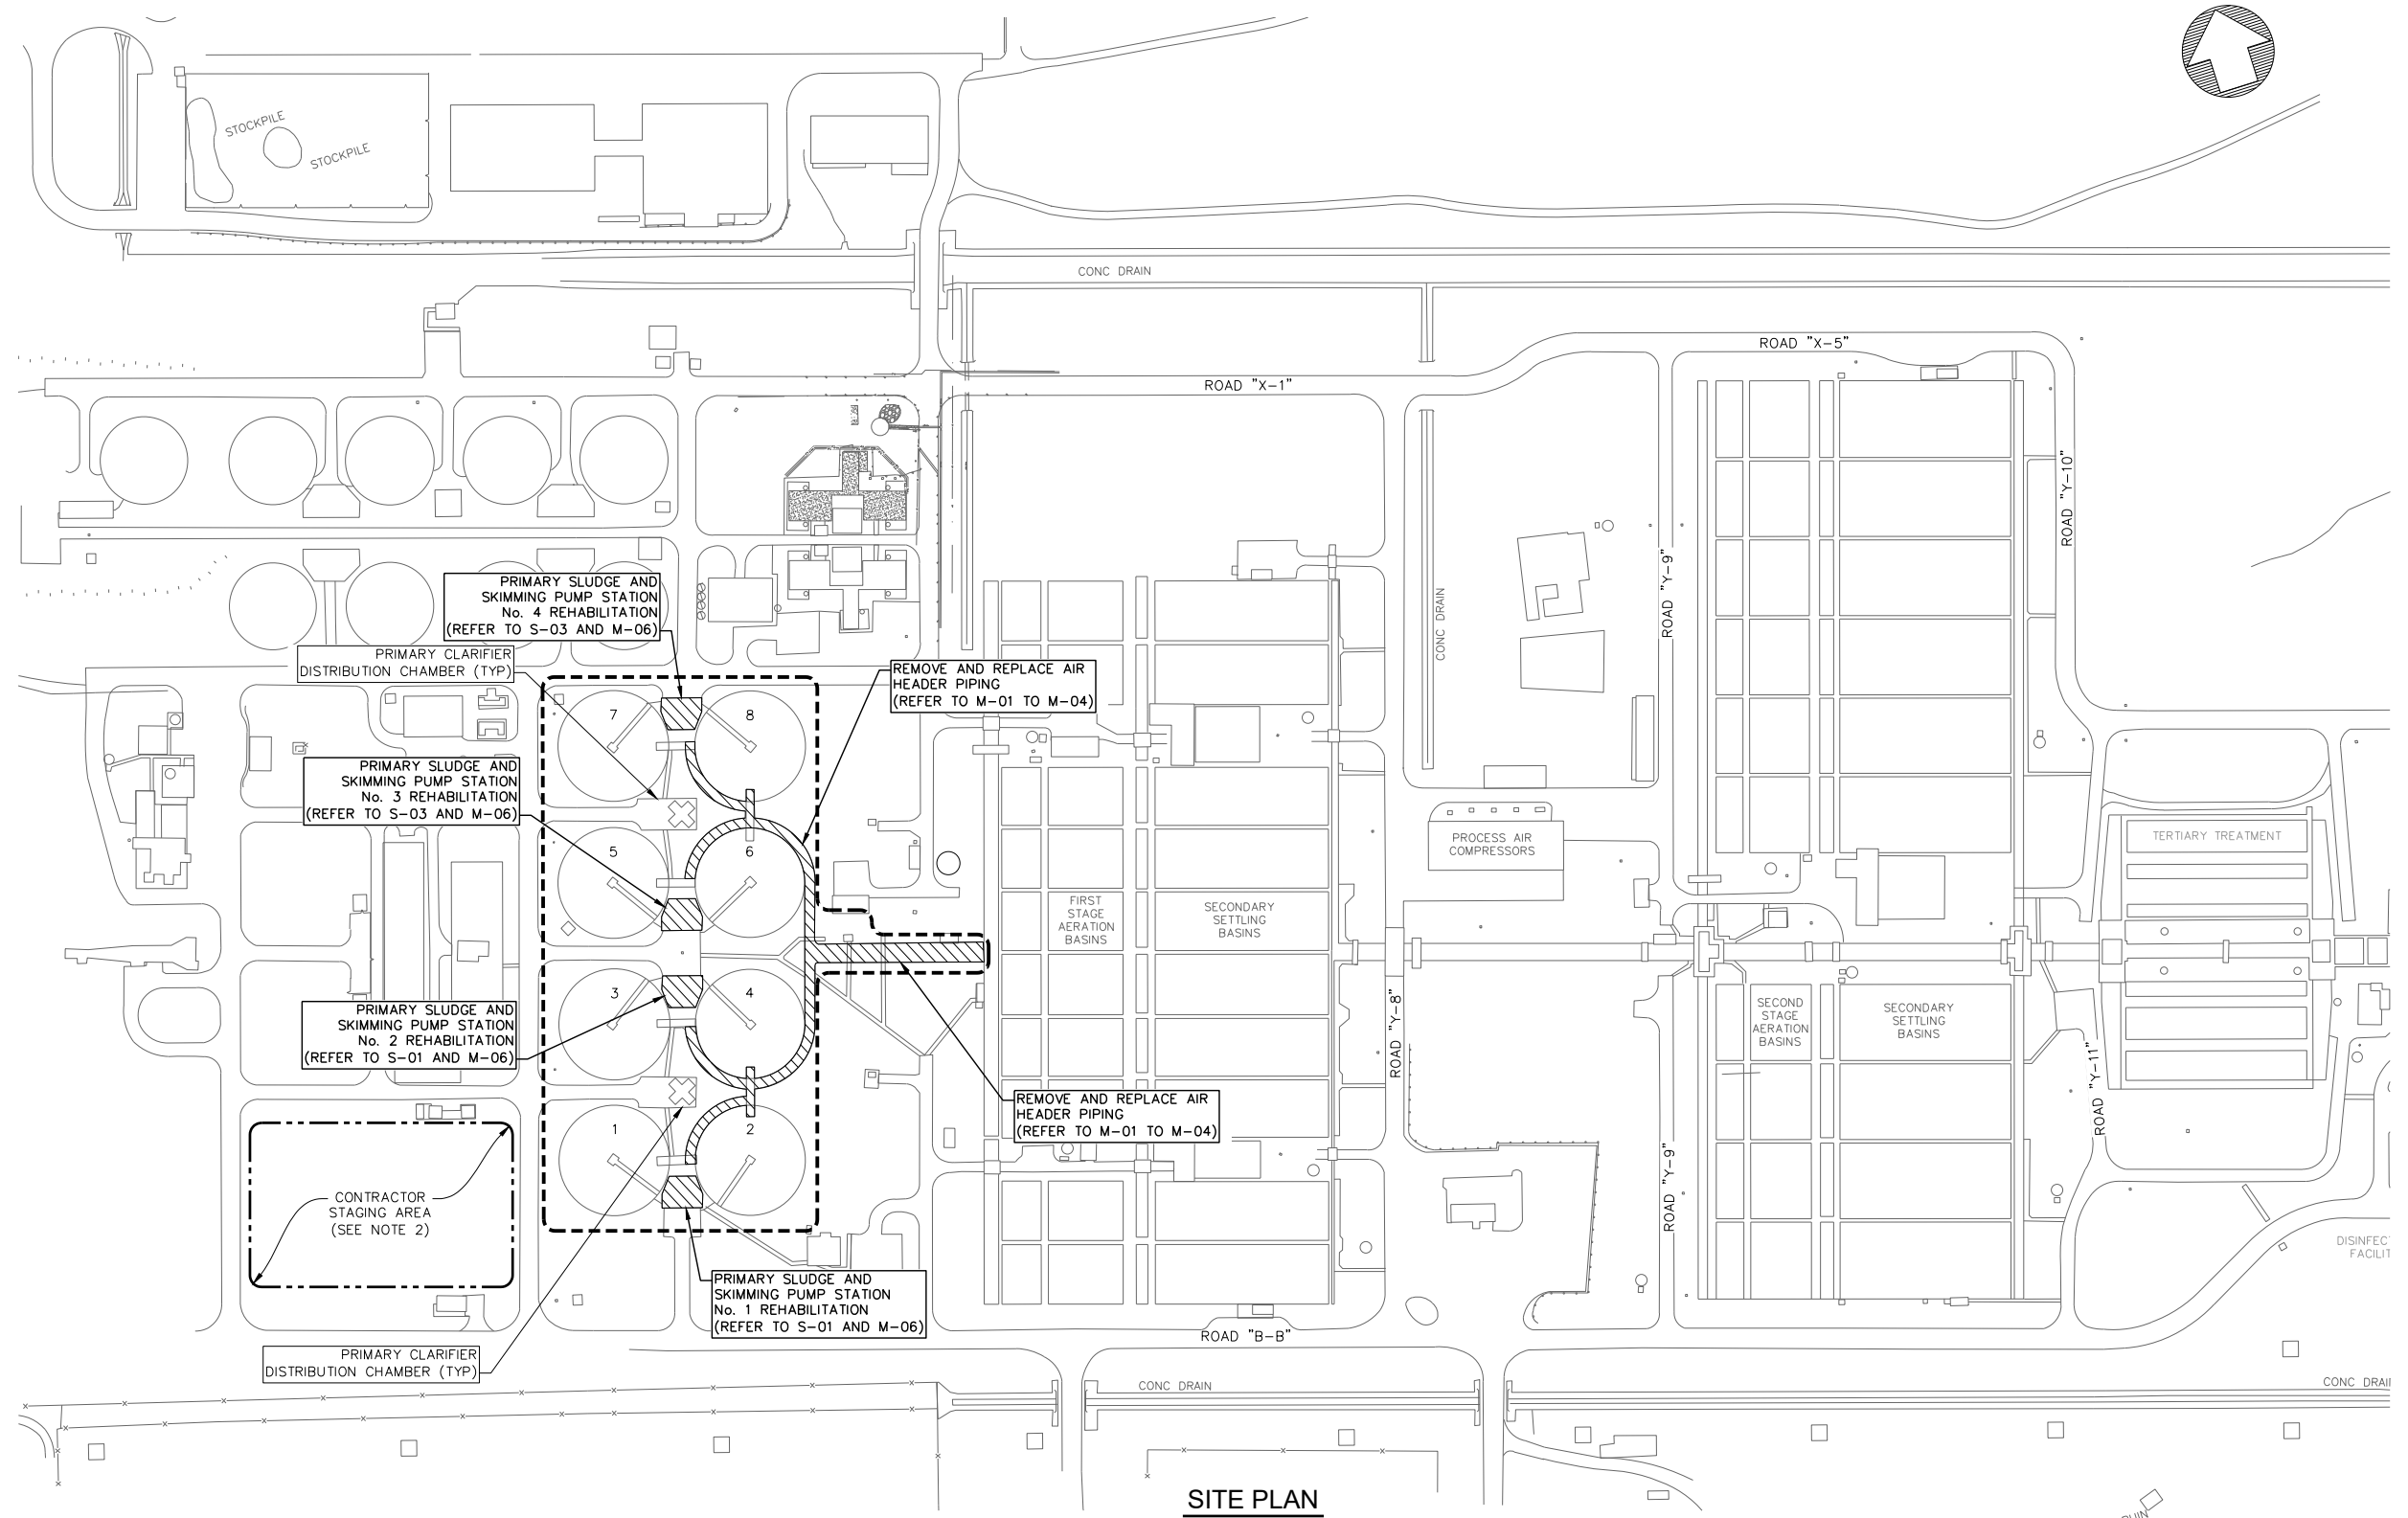 STOCKPILE
STOCKPILE
CONC DRAIN
ROAD "X-5"
ROAD "X-1"
ROAD "Y-10"
ROAD "Y-9"
CONC DRAIN
PRIMARY SLUDGE AND
SKIMMING PUMP STATION
No. 4 REHABILITATION
(REFER TO S-03 AND M-06)
PRIMARY CLARIFIER
DISTRIBUTION CHAMBER (TYP)
REMOVE AND REPLACE AIR
HEADER PIPING
(REFER TO M-01 TO M-04)
7
8
PRIMARY SLUDGE AND
SKIMMING PUMP STATION
No. 3 REHABILITATION
(REFER TO S-03 AND M-06)
5
6
PROCESS AIR
COMPRESSORS
TERTIARY TREATMENT
FIRST
STAGE
AERATION
BASINS
SECONDARY
SETTLING
BASINS
3
4
PRIMARY SLUDGE AND
SKIMMING PUMP STATION
No. 2 REHABILITATION
(REFER TO S-01 AND M-06)
ROAD "Y-8"
SECOND
STAGE
AERATION
BASINS
SECONDARY
SETTLING
BASINS
ROAD "Y-11"
REMOVE AND REPLACE AIR
HEADER PIPING
(REFER TO M-01 TO M-04)
1
2
CONTRACTOR
STAGING AREA
(SEE NOTE 2)
ROAD "Y-9"
DISINFEC
FACILIT
PRIMARY SLUDGE AND
SKIMMING PUMP STATION
No. 1 REHABILITATION
(REFER TO S-01 AND M-06)
ROAD "B-B"
PRIMARY CLARIFIER
DISTRIBUTION CHAMBER (TYP)
CONC DRAIN
CONC DRAI
SITE PLAN